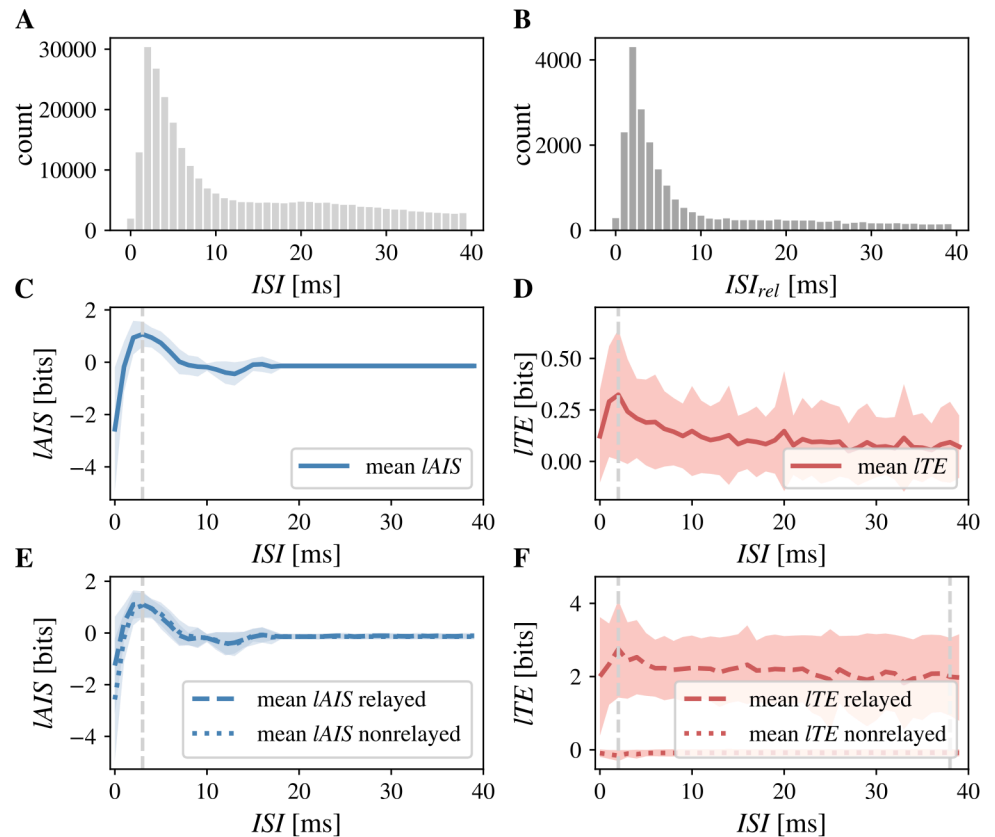 A
B
30000
20000
10000
0
count
0 10 20 30 40
ISI [ms]
4000
2000
0
count
0 10 20 30 40
ISIrel [ms]
C
D
2
0
−2
−4
lAIS [bits]
mean lAIS
0 10 20 30 40
ISI [ms]
0.50
0.25
0.00
lTE [bits]
mean lTE
0 10 20 30 40
ISI [ms]
E
F
2
0
−2
−4
lAIS [bits]
mean lAIS relayed
mean lAIS nonrelayed
0 10 20 30 40
ISI [ms]
4
2
0
lTE [bits]
mean lTE relayed
mean lTE nonrelayed
0 10 20 30 40
ISI [ms]